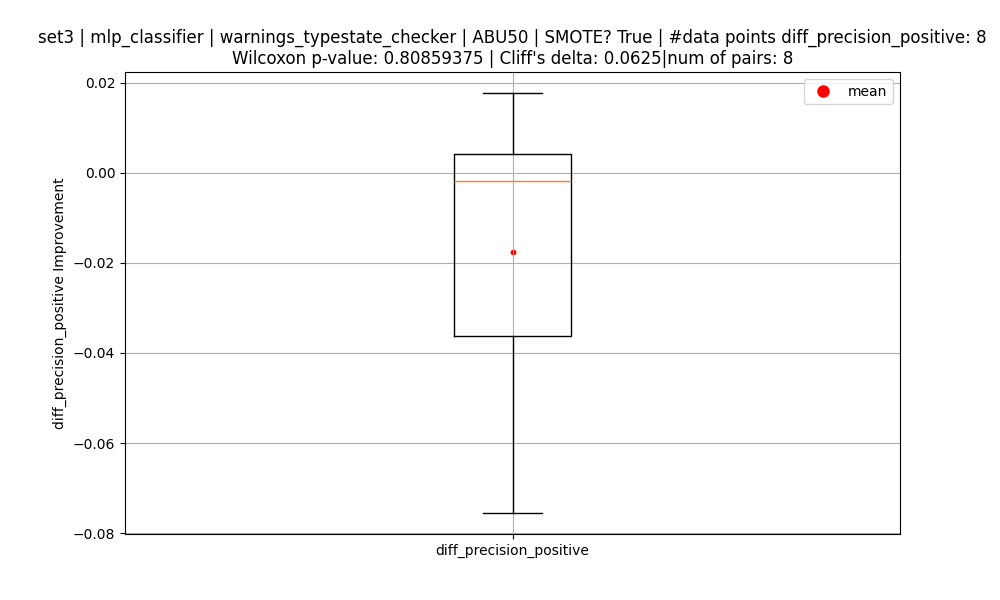 set3 | mlp_classifier | warnings_typestate_checker | ABU50 | SMOTE? True | #data points diff_precision_positive: 8
Wilcoxon p-value: 0.80859375 | Cliff's delta: 0.0625|num of pairs: 8
mean
0.02
0.00
−0.02
−0.04
−0.06
−0.08
diff_precision_positive Improvement
diff_precision_positive